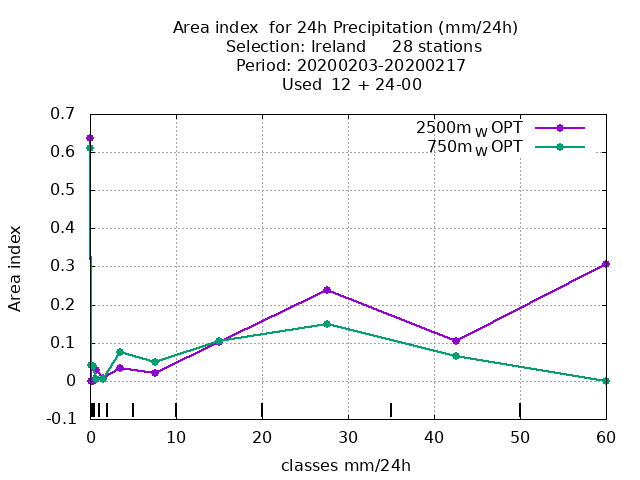 Area index for 24h Precipitation (mm/24h)
Selection: Ireland 28 stations
Period: 20200203-20200217
Used 12 + 24-00
2500m W OPT
750m W OPT
0.7
0.6
0.5
0.4
0.3
0.2
0.1
0
-0.1
Area index
0 10 20 30 40 50 60
classes mm/24h